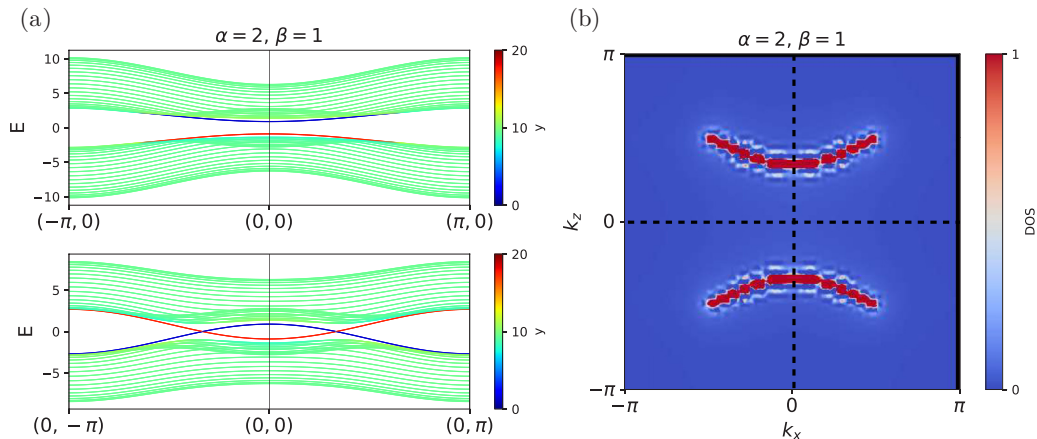 (a)
α = 2, β = 1
10
5
0
−5
−10
E
(−π, 0)
(0, 0)
(π, 0)
20
10
0
y
5
0
−5
E
(0, −π)
(0, 0)
(0, π)
20
10
0
y
(b)
α = 2, β = 1
π
0
−π
k_z
−π
0
π
k_x
1
0
DOS